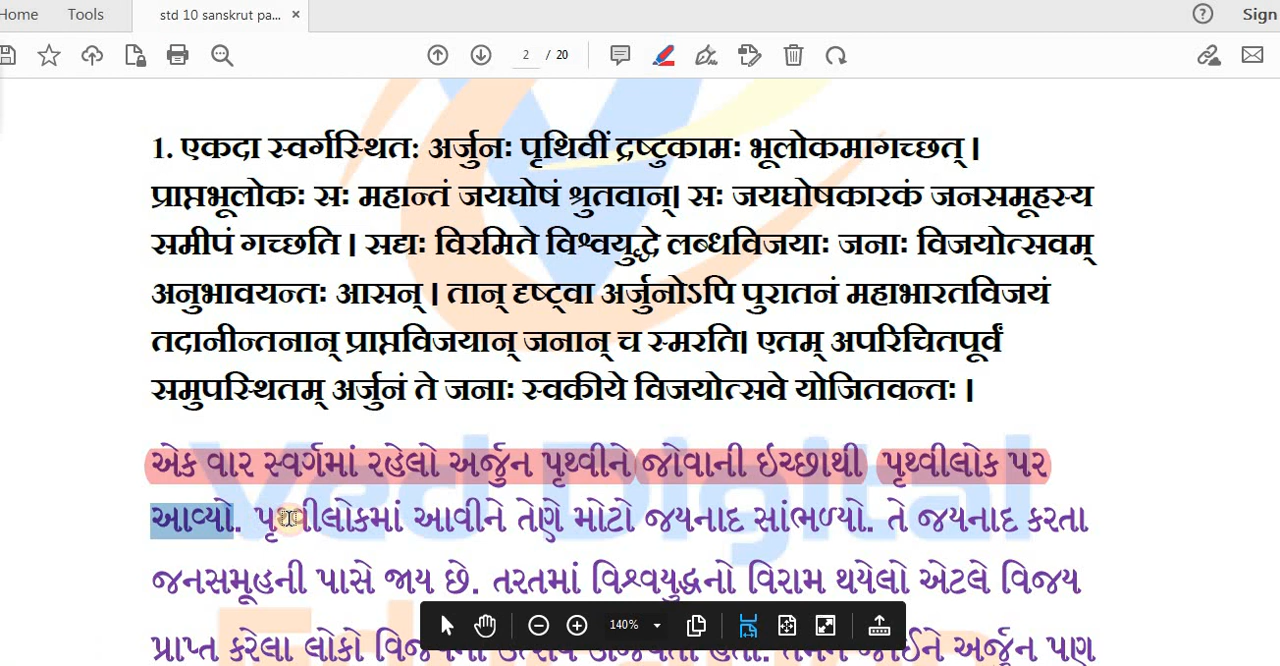 Home Tools std 10 sanskrut pa... × Sign
2 / 20
1. एकदा स्वर्गस्थितः अर्जुनः पृथिवीं द्रष्टुकामः भूलोकमागच्छत् ।
प्राप्तभूलोकः सः महान्तं जयघोषं श्रुतवान्। सः जयघोषकारकं जनसमूहस्य
समीपं गच्छति । सद्यः विरमिते विश्वयुद्धे लब्धविजयाः जनाः विजयोत्सवम्
अनुभावयन्तः आसन् । तान् दृष्ट्वा अर्जुनोऽपि पुरातनं महाभारतविजयं
तदानीन्तनान् प्राप्तविजयान् जनान् च स्मरति। एतम् अपरिचितपूर्वं
समुपस्थितम् अर्जुनं ते जनाः स्वकीये विजयोत्सवे योजितवन्तः ।
એક વાર સ્વર્ગમાં રહેલો અર્જુન પૃથ્વીને જોવાની ઈચ્છાથી પૃથ્વીલોક પર
આવ્યો. પૃથ્વીલોકમાં આવીને તેણે મોટો જયનાદ સાંભળ્યો. તે જયનાદ કરતા
જનસમૂહની પાસે જાય છે. તરતમાં વિશ્વયુદ્ધનો વિરામ થયેલો એટલે વિજય
પ્રાપ્ત કરેલા લોકો અર્જુન પણ
140%
Ved Digital